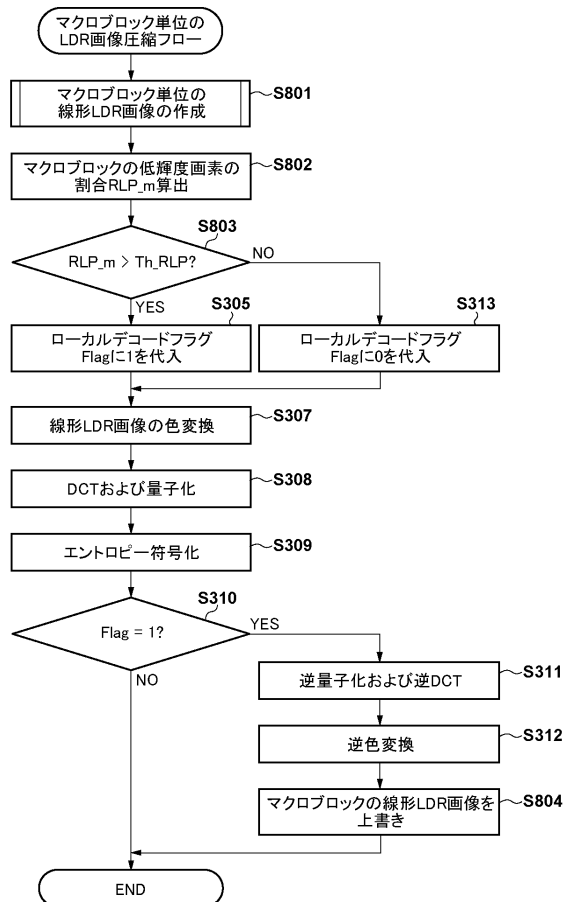 マクロブロック単位の
LDR画像圧縮フロー
マクロブロック単位の
線形LDR画像の作成
S801
マクロブロックの低輝度画素の
割合RLP_m算出
S802
S803
RLP_m > Th_RLP?
NO
YES
S305
ローカルデコードフラグ
Flagに1を代入
S313
ローカルデコードフラグ
Flagに0を代入
線形LDR画像の色変換
S307
DCTおよび量子化
S308
エントロピー符号化
S309
S310
Flag = 1?
YES
NO
逆量子化および逆DCT
S311
逆色変換
S312
マクロブロックの線形LDR画像を
上書き
S804
END